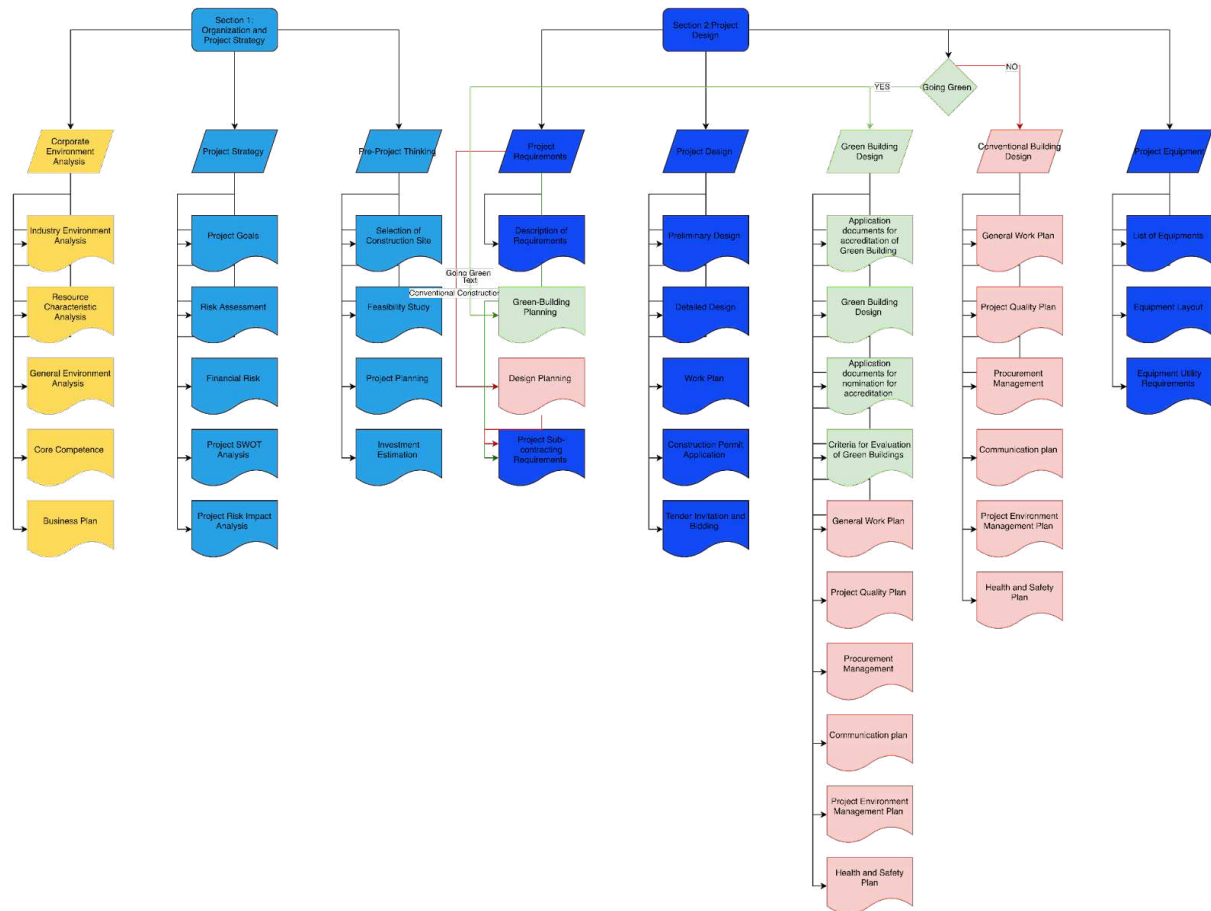 Section 1:
Organization and
Project Strategy
Section 2:Project
Design
Going Green
NO
YES
Corporate
Environment
Analysis
Project Strategy
Pre-Project Thinking
Project
Requirements
Project Design
Green Building
Design
Conventional Building
Design
Project Equipment
Industry Environment
Analysis
Resource
Characteristic
Analysis
General Environment
Analysis
Core Competence
Business Plan
Project Goals
Risk Assessment
Financial Risk
Project SWOT
Analysis
Project Risk Impact
Analysis
Selection of
Construction Site
Feasibility Study
Project Planning
Investment
Estimation
Description of
Requirements
Going Green
Text
Conventional Construction
Green-Building
Planning
Design Planning
Project Sub-
contracting
Requirements
Preliminary Design
Detailed Design
Work Plan
Construction Permit
Application
Tender Invitation and
Bidding
Application
documents for
accreditation of
Green Building
Green Building
Design
Application
documents for
nomination for
accreditation
Criteria for Evaluation
of Green Buildings
General Work Plan
Project Quality Plan
Procurement
Management
Communication plan
Project Environment
Management Plan
Health and Safety
Plan
General Work Plan
Project Quality Plan
Procurement
Management
Communication plan
Project Environment
Management Plan
Health and Safety
Plan
List of Equipments
Equipment Layout
Equipment Utility
Requirements